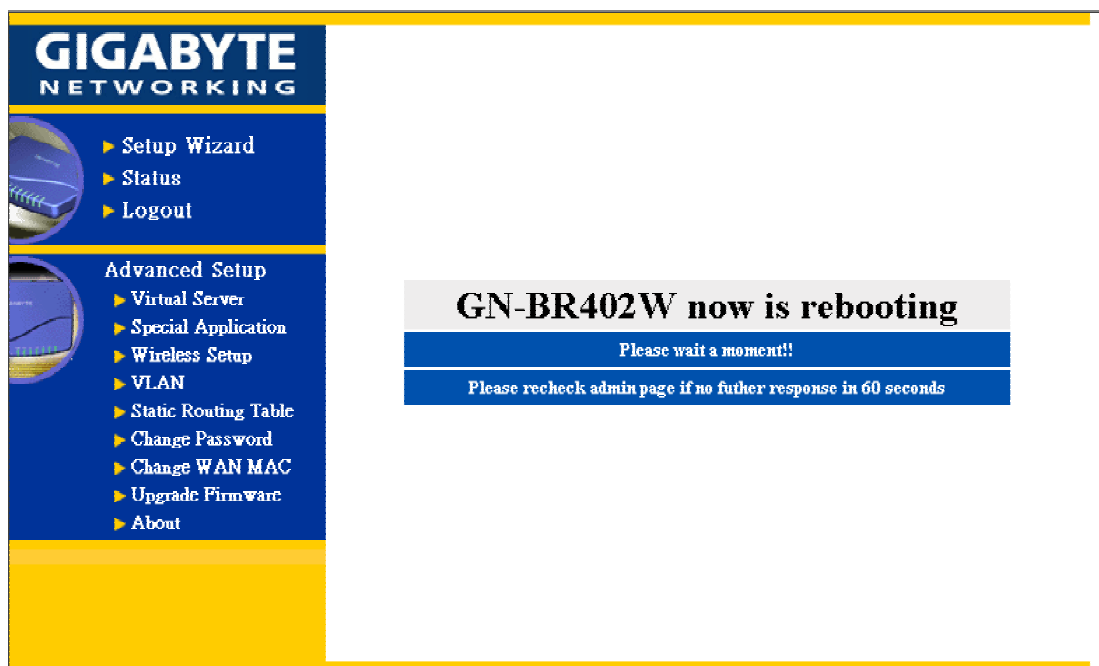 GIGABYTE
NETWORKING
Setup Wizard
Status
Logout
Advanced Setup
Virtual Server
Special Application
Wireless Setup
VLAN
Static Routing Table
Change Password
Change WAN MAC
Upgrade Firmware
About
GN-BR402W now is rebooting
Please wait a moment!!
Please recheck admin page if no futher response in 60 seconds